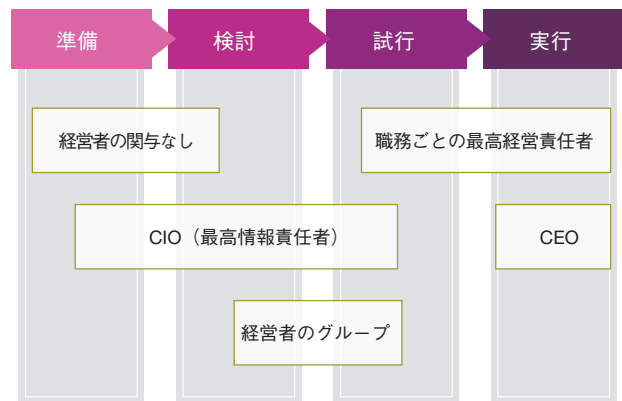 準備
検討
試行
実行
経営者の関与なし
職務ごとの最高経営責任者
CIO（最高情報責任者）
CEO
経営者のグループ